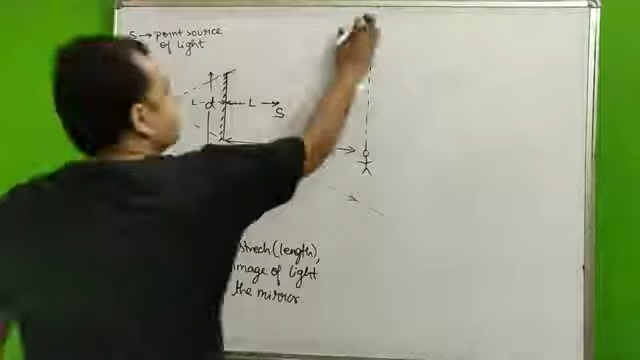 S → point source
of light
L
d
L
S
strech (length),
image of light
the mirror.